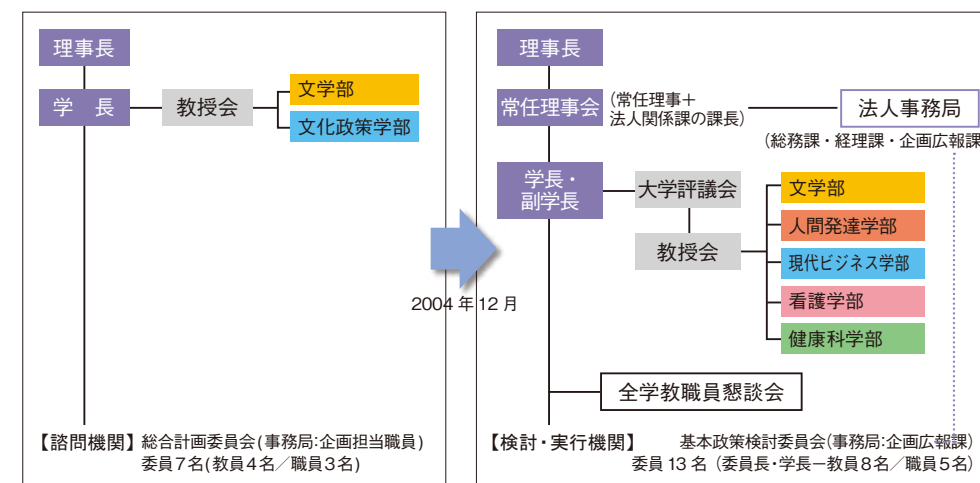 理事長
学　長
教授会
文学部
文化政策学部
【諮問機関】総合計画委員会(事務局:企画担当職員)
委員7名(教員4名／職員3名)
2004年12月
理事長
常任理事会
(常任理事＋
法人関係課の課長)
法人事務局
(総務課・経理課・企画広報課
学長・
副学長
大学評議会
教授会
文学部
人間発達学部
現代ビジネス学部
看護学部
健康科学部
全学教職員懇談会
【検討・実行機関】
基本政策検討委員会(事務局:企画広報課)
委員13名（委員長・学長ー教員8名／職員5名）